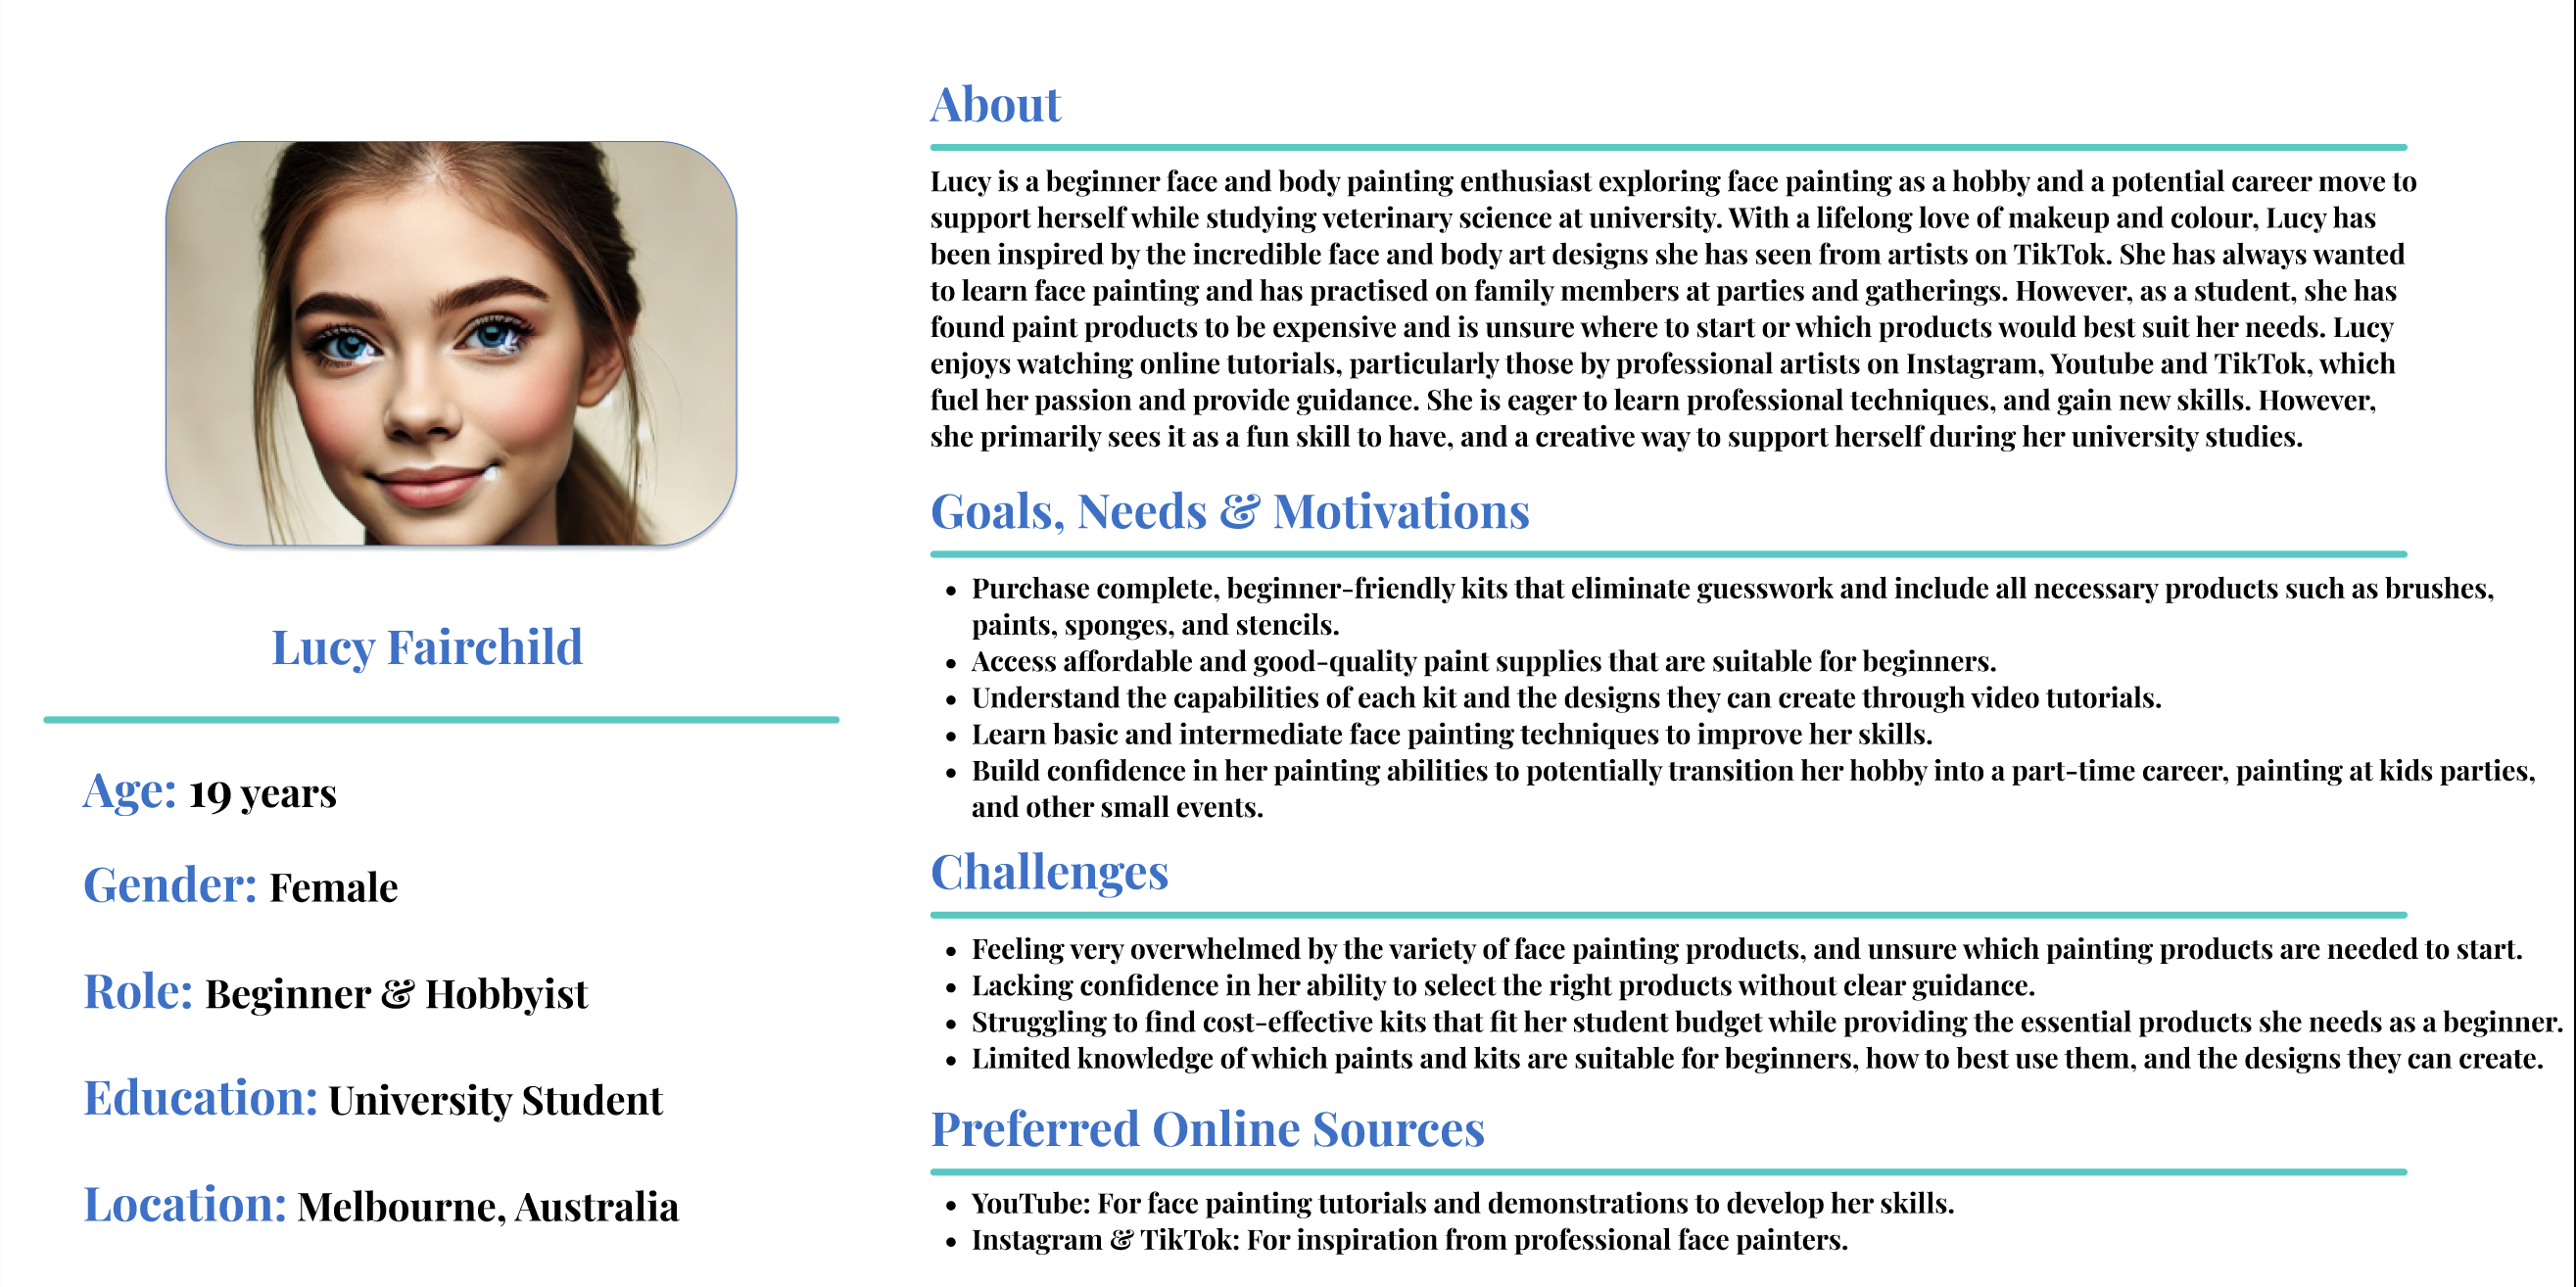 Lucy Fairchild
Age: 19 years
Gender: Female
Role: Beginner & Hobbyist
Education: University Student
Location: Melbourne, Australia
About
Lucy is a beginner face and body painting enthusiast exploring face painting as a hobby and a potential career move to
support herself while studying veterinary science at university. With a lifelong love of makeup and colour, Lucy has
been inspired by the incredible face and body art designs she has seen from artists on TikTok. She has always wanted
to learn face painting and has practised on family members at parties and gatherings. However, as a student, she has
found paint products to be expensive and is unsure where to start or which products would best suit her needs. Lucy
enjoys watching online tutorials, particularly those by professional artists on Instagram, Youtube and TikTok, which
fuel her passion and provide guidance. She is eager to learn professional techniques, and gain new skills. However,
she primarily sees it as a fun skill to have, and a creative way to support herself during her university studies.
Goals, Needs & Motivations
• Purchase complete, beginner-friendly kits that eliminate guesswork and include all necessary products such as brushes,
paints, sponges, and stencils.
• Access affordable and good-quality paint supplies that are suitable for beginners.
• Understand the capabilities of each kit and the designs they can create through video tutorials.
• Learn basic and intermediate face painting techniques to improve her skills.
• Build confidence in her painting abilities to potentially transition her hobby into a part-time career, painting at kids parties,
and other small events.
Challenges
• Feeling very overwhelmed by the variety of face painting products, and unsure which painting products are needed to start.
• Lacking confidence in her ability to select the right products without clear guidance.
• Struggling to find cost-effective kits that fit her student budget while providing the essential products she needs as a beginner.
• Limited knowledge of which paints and kits are suitable for beginners, how to best use them, and the designs they can create.
Preferred Online Sources
• YouTube: For face painting tutorials and demonstrations to develop her skills.
• Instagram & TikTok: For inspiration from professional face painters.